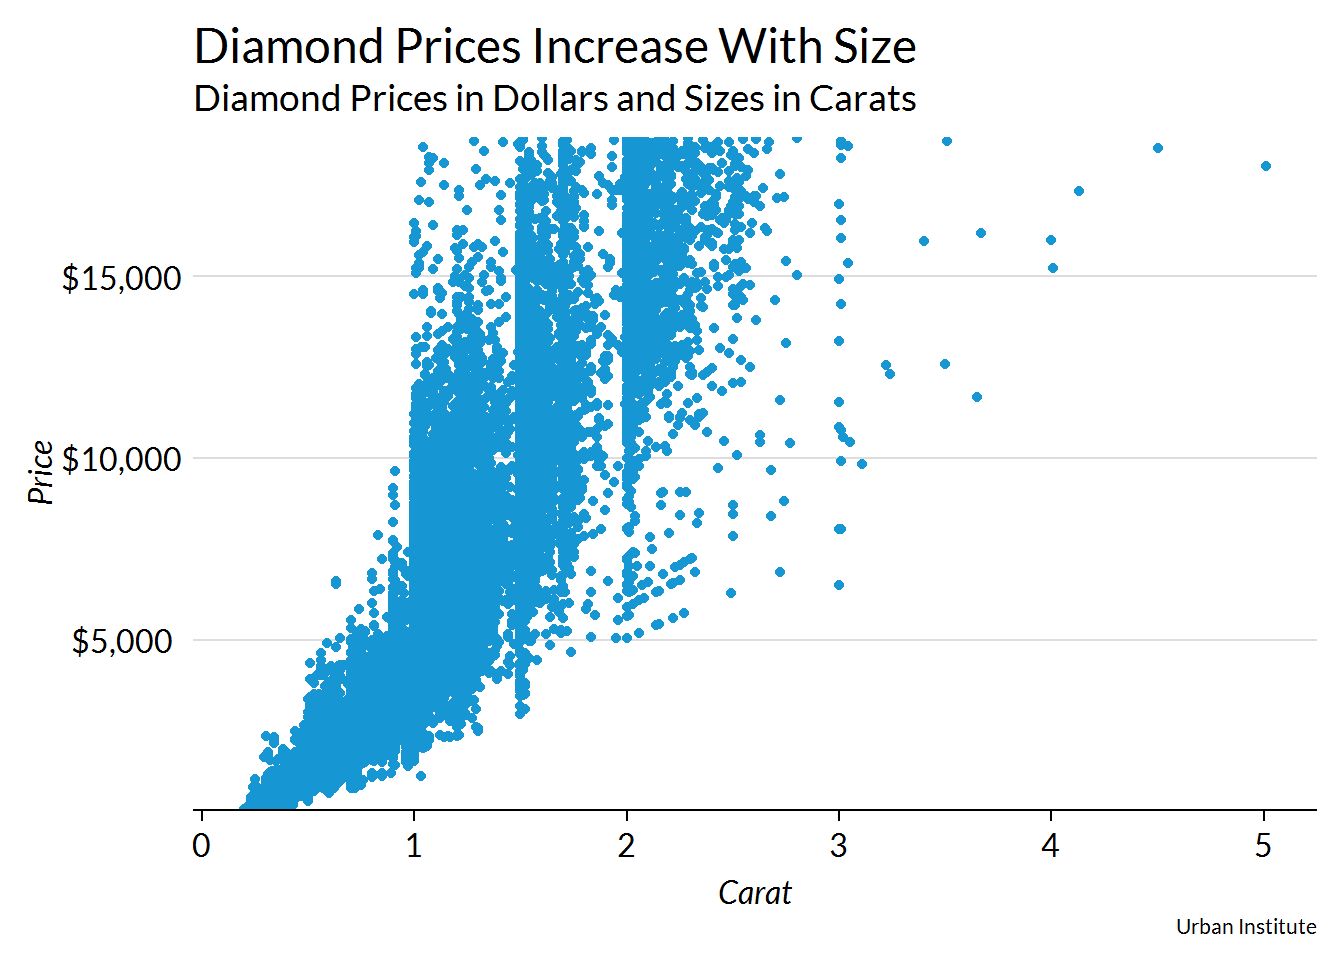 Diamond Prices Increase With Size
Diamond Prices in Dollars and Sizes in Carats
Price
$15,000
$10,000
$5,000
0 1 2 3 4 5
Carat
Urban Institute